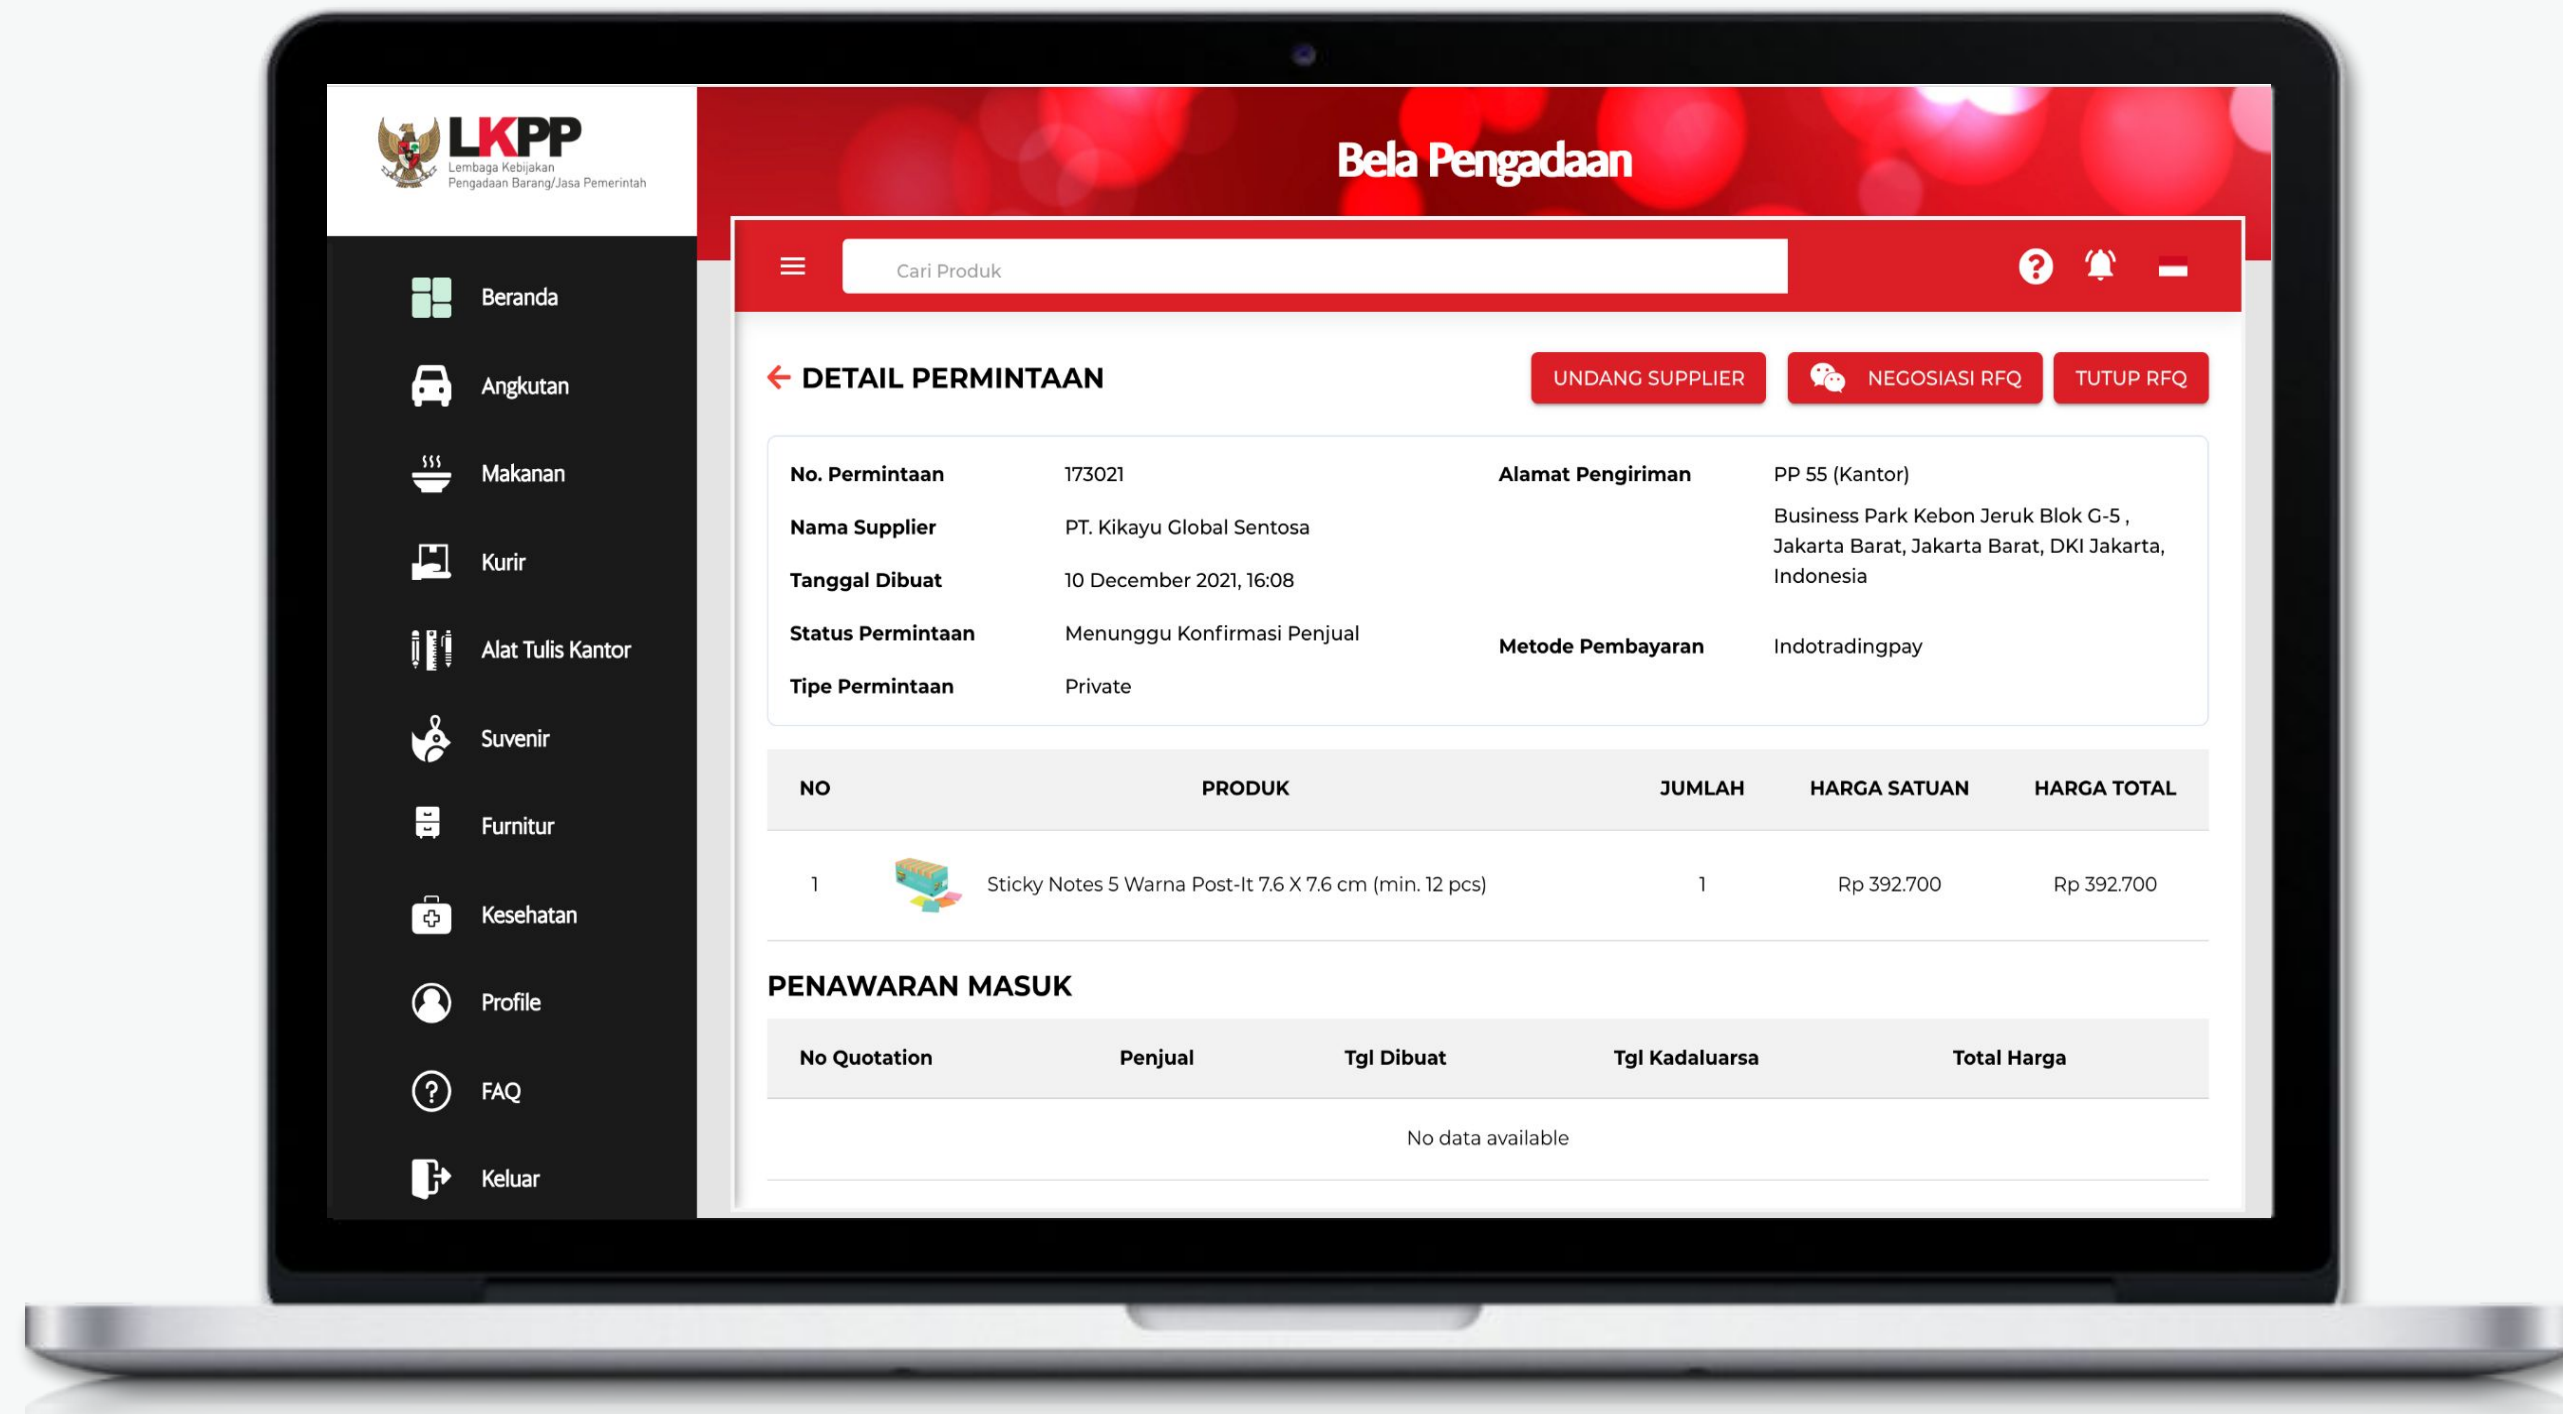 LKPP
Lembaga Kebijakan
Pengadaan Barang/Jasa Pemerintah
Bela Pengadaan
Cari Produk
Beranda
Angkutan
Makanan
Kurir
Alat Tulis Kantor
Suvenir
Furnitur
Kesehatan
Profile
FAQ
Keluar
DETAIL PERMINTAAN
UNDANG SUPPLIER
NEGOSIASI RFQ
TUTUP RFQ
No. Permintaan 173021
Nama Supplier PT. Kikayu Global Sentosa
Tanggal Dibuat 10 December 2021, 16:08
Status Permintaan Menunggu Konfirmasi Penjual
Tipe Permintaan Private
Alamat Pengiriman PP 55 (Kantor)
Business Park Kebon Jeruk Blok G-5 ,
Jakarta Barat, Jakarta Barat, DKI Jakarta,
Indonesia
Metode Pembayaran Indotradingpay
NO PRODUK JUMLAH HARGA SATUAN HARGA TOTAL
1 Sticky Notes 5 Warna Post-It 7.6 X 7.6 cm (min. 12 pcs) 1 Rp 392.700 Rp 392.700
PENAWARAN MASUK
No Quotation Penjual Tgl Dibuat Tgl Kadaluarsa Total Harga
No data available